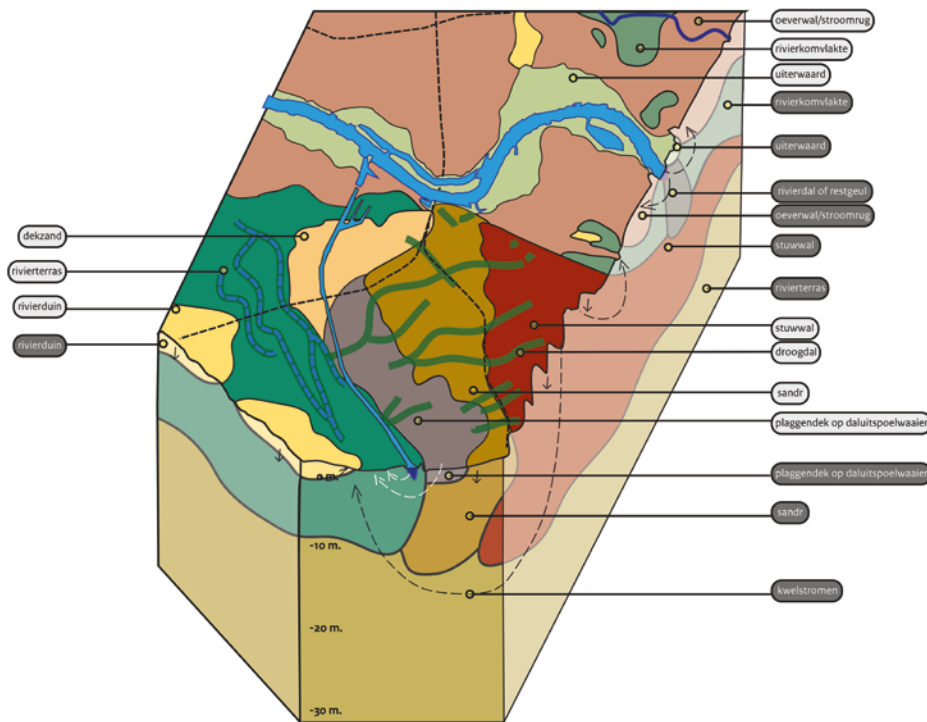 oeverwal/stroomrug
rivierkomvlakte
uiterwaard
rivierkomvlakte
uiterwaard
rivierdal of restgeul
oeverwal/stroomrug
stuwwal
rivierterras
stuwwal
droogdal
sandr
plaggendek op daluitspoelwaaier
plaggendek op daluitspoelwaaier
sandr
kwelstromen
dekzand
rivierterras
rivierduin
rivierduin
0 m.
-10 m.
-20 m.
-30 m.